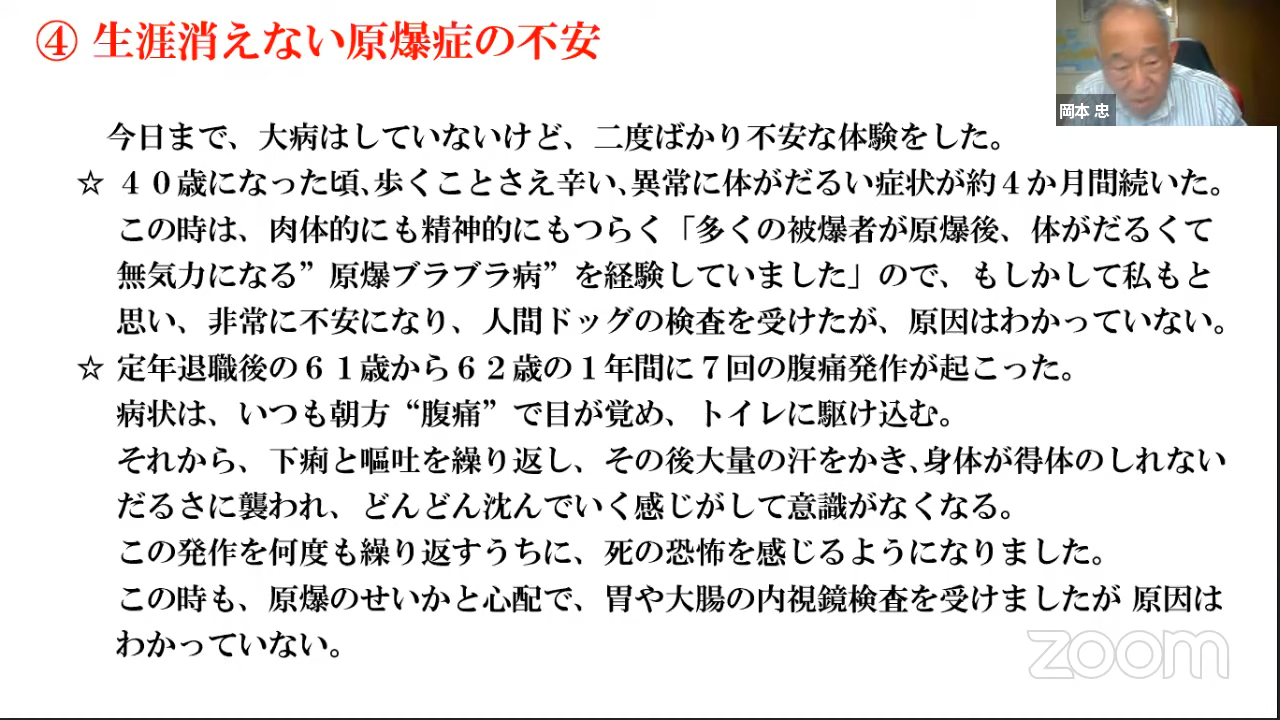 ④ 生涯消えない原爆症の不安
岡本 忠
今日まで、大病はしていないけど、二度ばかり不安な体験をした。
☆ ４０歳になった頃、歩くことさえ辛い、異常に体がだるい症状が約４か月間続いた。
この時は、肉体的にも精神的にもつらく「多くの被爆者が原爆後、体がだるくて
無気力になる”原爆ブラブラ病”を経験していました」ので、もしかして私もと
思い、非常に不安になり、人間ドッグの検査を受けたが、原因はわかっていない。
☆ 定年退職後の６１歳から６２歳の１年間に７回の腹痛発作が起こった。
病状は、いつも朝方“腹痛”で目が覚め、トイレに駆け込む。
それから、下痢と嘔吐を繰り返し、その後大量の汗をかき、身体が得体のしれない
だるさに襲われ、どんどん沈んでいく感じがして意識がなくなる。
この発作を何度も繰り返すうちに、死の恐怖を感じるようになりました。
この時も、原爆のせいかと心配で、胃や大腸の内視鏡検査を受けましたが 原因は
わかっていない。
zoom